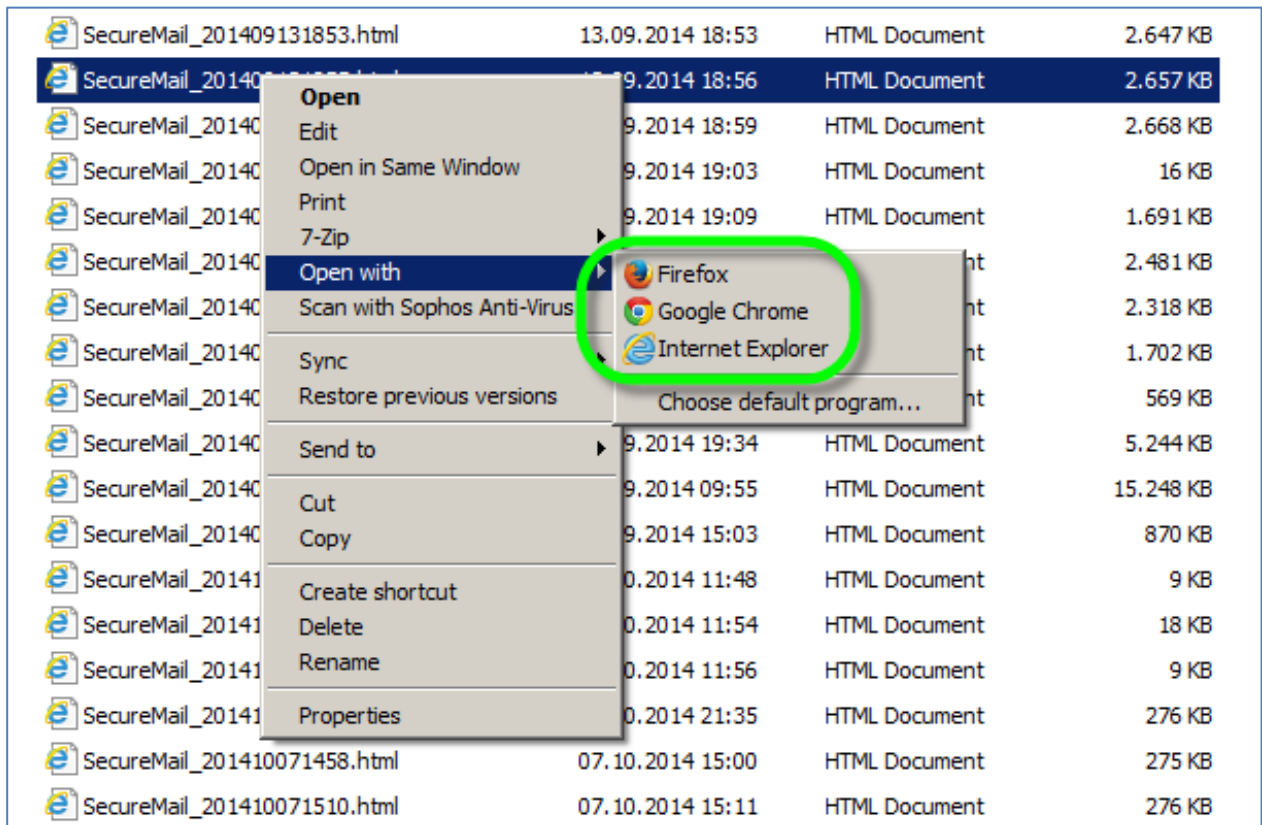 SecureMail_201409131853.html 13.09.2014 18:53 HTML Document 2.647 KB
SecureMail_20140 9.2014 18:56 HTML Document 2.657 KB
Open
SecureMail_20140 Edit 9.2014 18:59 HTML Document 2.668 KB
SecureMail_20140 Open in Same Window 9.2014 19:03 HTML Document 16 KB
SecureMail_20140 Print 9.2014 19:09 HTML Document 1.691 KB
7-Zip
SecureMail_20140 Open with Firefox ht 2.481 KB
SecureMail_20140 Scan with Sophos Anti-Virus Google Chrome ht 2.318 KB
SecureMail_20140 Sync Internet Explorer ht 1.702 KB
SecureMail_20140 Restore previous versions Choose default program... ht 569 KB
SecureMail_20140 Send to 9.2014 19:34 HTML Document 5.244 KB
SecureMail_20140 Cut 9.2014 09:55 HTML Document 15.248 KB
SecureMail_20140 Copy 9.2014 15:03 HTML Document 870 KB
SecureMail_20141 Create shortcut 0.2014 11:48 HTML Document 9 KB
SecureMail_20141 Delete 0.2014 11:54 HTML Document 18 KB
SecureMail_20141 Rename 0.2014 11:56 HTML Document 9 KB
SecureMail_20141 Properties 0.2014 21:35 HTML Document 276 KB
SecureMail_201410071458.html 07.10.2014 15:00 HTML Document 275 KB
SecureMail_201410071510.html 07.10.2014 15:11 HTML Document 276 KB